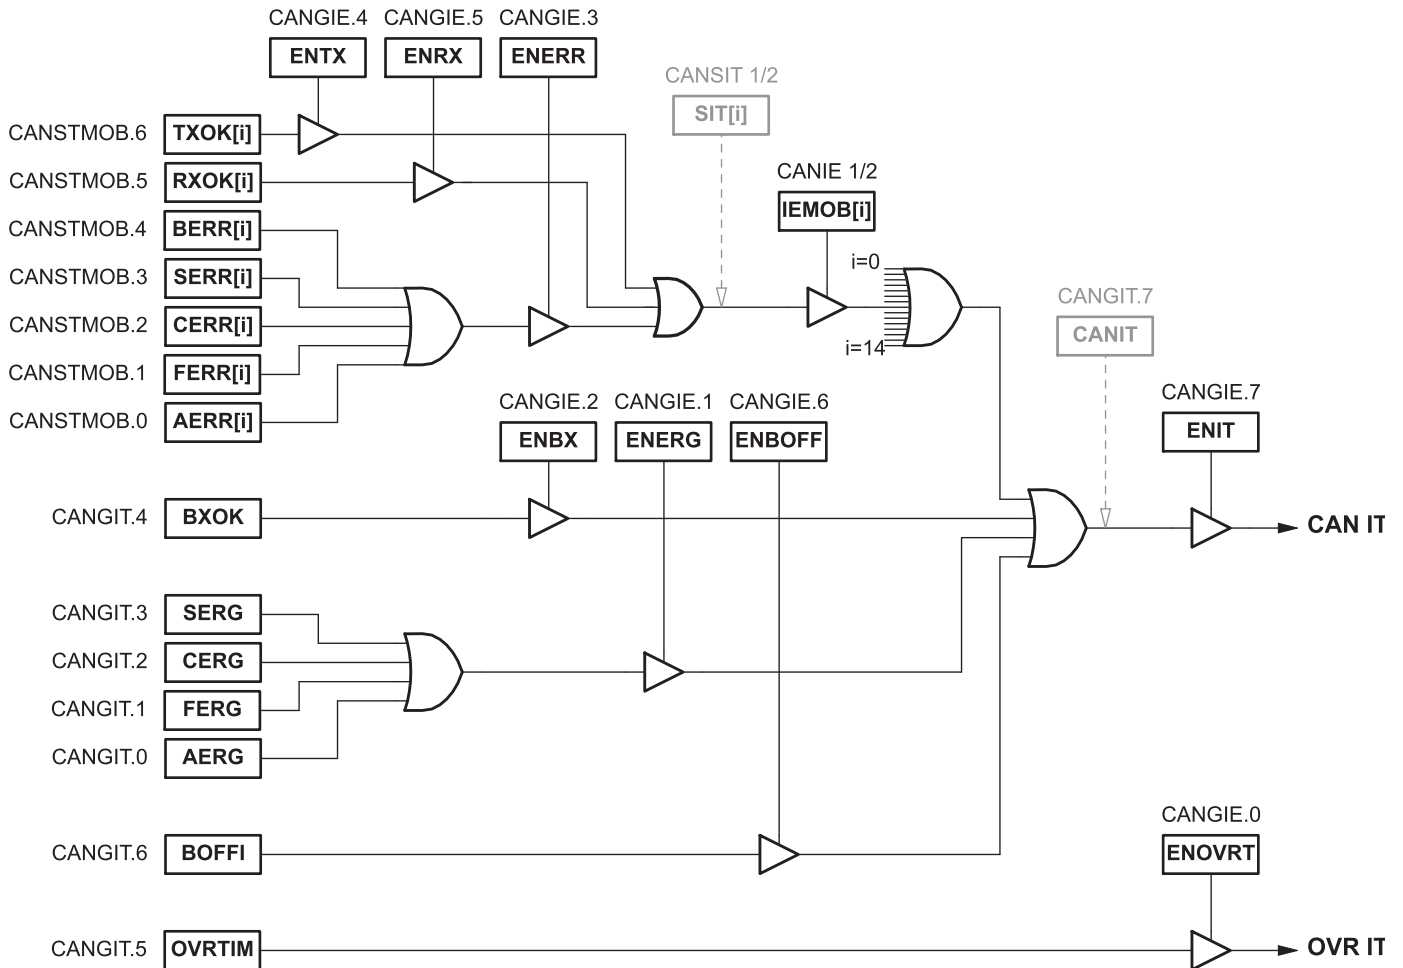 CANGIE.4 CANGIE.5 CANGIE.3
ENTX ENRX ENERR
CANSIT 1/2
SIT[i]
CANSTMOB.6 TXOK[i]
CANSTMOB.5 RXOK[i]
CANIE 1/2
IEMOB[i]
CANSTMOB.4 BERR[i]
CANSTMOB.3 SERR[i]
i=0
CANGIT.7
CANSTMOB.2 CERR[i]
CANIT
i=14
CANSTMOB.1 FERR[i]
CANGIE.2 CANGIE.1 CANGIE.6
CANGIE.7
CANSTMOB.0 AERR[i]
ENBX ENERG ENBOFF
ENIT
CANGIT.4 BXOK
CAN IT
CANGIT.3 SERG
CANGIT.2 CERG
CANGIT.1 FERG
CANGIT.0 AERG
CANGIE.0
CANGIT.6 BOFFI
ENOVRT
CANGIT.5 OVRTIM
OVR IT